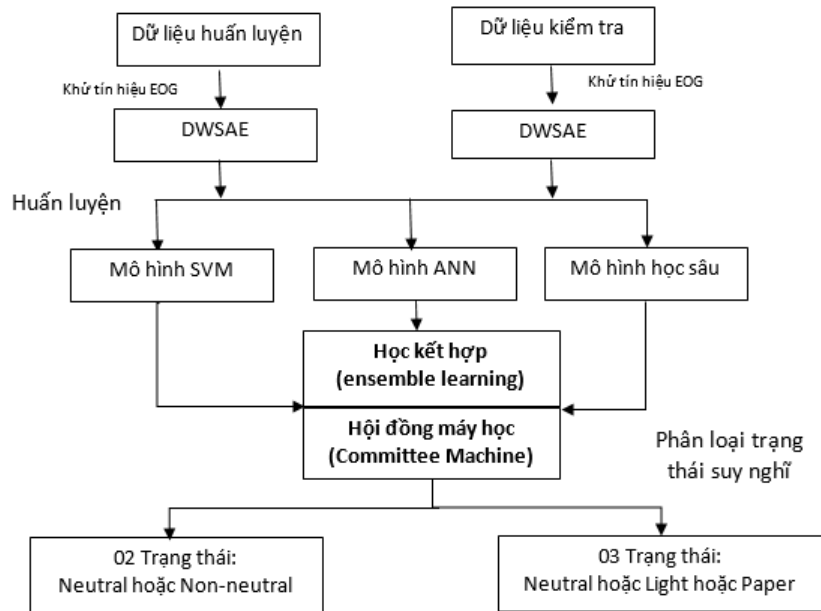 Dữ liệu huấn luyện
Dữ liệu kiểm tra
Khử tín hiệu EOG
Khử tín hiệu EOG
DWSAE
DWSAE
Huấn luyện
Mô hình SVM
Mô hình ANN
Mô hình học sâu
Học kết hợp
(ensemble learning)
Hội đồng máy học
(Committee Machine)
Phân loại trạng
thái suy nghĩ
02 Trạng thái:
Neutral hoặc Non-neutral
03 Trạng thái:
Neutral hoặc Light hoặc Paper